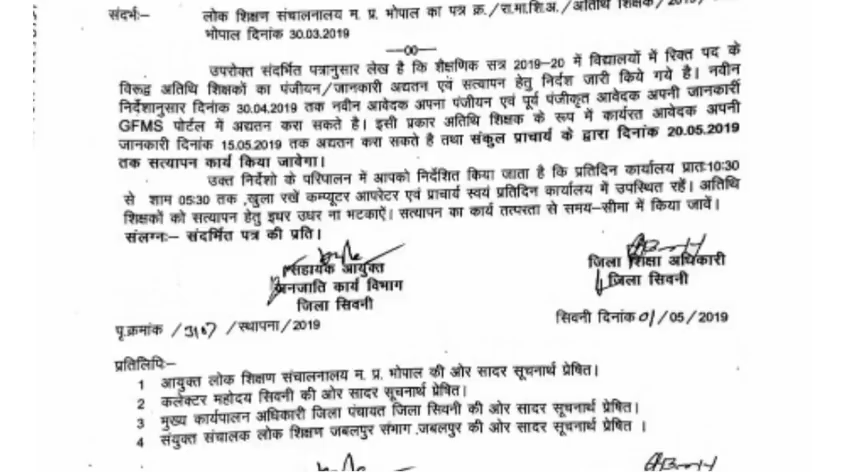 संदर्भः– लोक शिक्षण संचालनालय म. प्र. भोपाल का पत्र क्र./रा.मा.शि.अ./अतिथि शिक्षक/2019/
भोपाल दिनांक 30.03.2019
—00—
उपरोक्त संदर्भित पत्रानुसार लेख है कि शैक्षणिक सत्र 2019-20 में विद्यालयों में रिक्त पद के
विरूद्व अतिथि शिक्षकों का पंजीयन/जानकारी अद्यतन एवं सत्यापन हेतु निर्देश जारी किये गये है। नवीन
निर्देशानुसार दिनांक 30.04.2019 तक नवीन आवेदक अपना पंजीयन एवं पूर्व पंजीकृत आवेदक अपनी जानकारी
GFMS पोर्टल में अद्यतन करा सकते है। इसी प्रकार अतिथि शिक्षक के रूप में कार्यरत आवेदक अपनी
जानकारी दिनांक 15.05.2019 तक अद्यतन करा सकते है तथा संकुल प्राचार्य के द्वारा दिनांक 20.05.2019
तक सत्यापन कार्य किया जावेगा।
उक्त निर्देशो के परिपालन में आपको निर्देशित किया जाता है कि प्रतिदिन कार्यालय प्रातः10:30
से शाम 05:30 तक ,खुला रखें कम्प्यूटर आपरेटर एवं प्राचार्य स्वयं प्रतिदिन कार्यालय में उपस्थित रहें। अतिथि
शिक्षकों को सत्यापन हेतु इधर उधर ना भटकाऐं। सत्यापन का कार्य तत्परता से समय–सीमा में किया जावें।
संलग्नः– संदर्भित पत्र की प्रति।
सहायक आयुक्त
जनजाति कार्य विभाग
जिला सिवनी
जिला शिक्षा अधिकारी
जिला सिवनी
पृ.क्रमांक /3107 /स्थापना/2019
सिवनी दिनांक 01/05/2019
प्रतिलिपिः–
1 आयुक्त लोक शिक्षण संचालनालय म. प्र. भोपाल की ओर सादर सूचनार्थ प्रेषित।
2 कलेक्टर महोदय सिवनी की ओर सादर सूचनार्थ प्रेषित।
3 मुख्य कार्यपालन अधिकारी जिला पंचायत जिला सिवनी की ओर सादर सूचनार्थ प्रेषित।
4 संयुक्त संचालक लोक शिक्षण जबलपुर संभाग .जबलपुर की ओर सादर सूचनार्थ प्रेषित ।